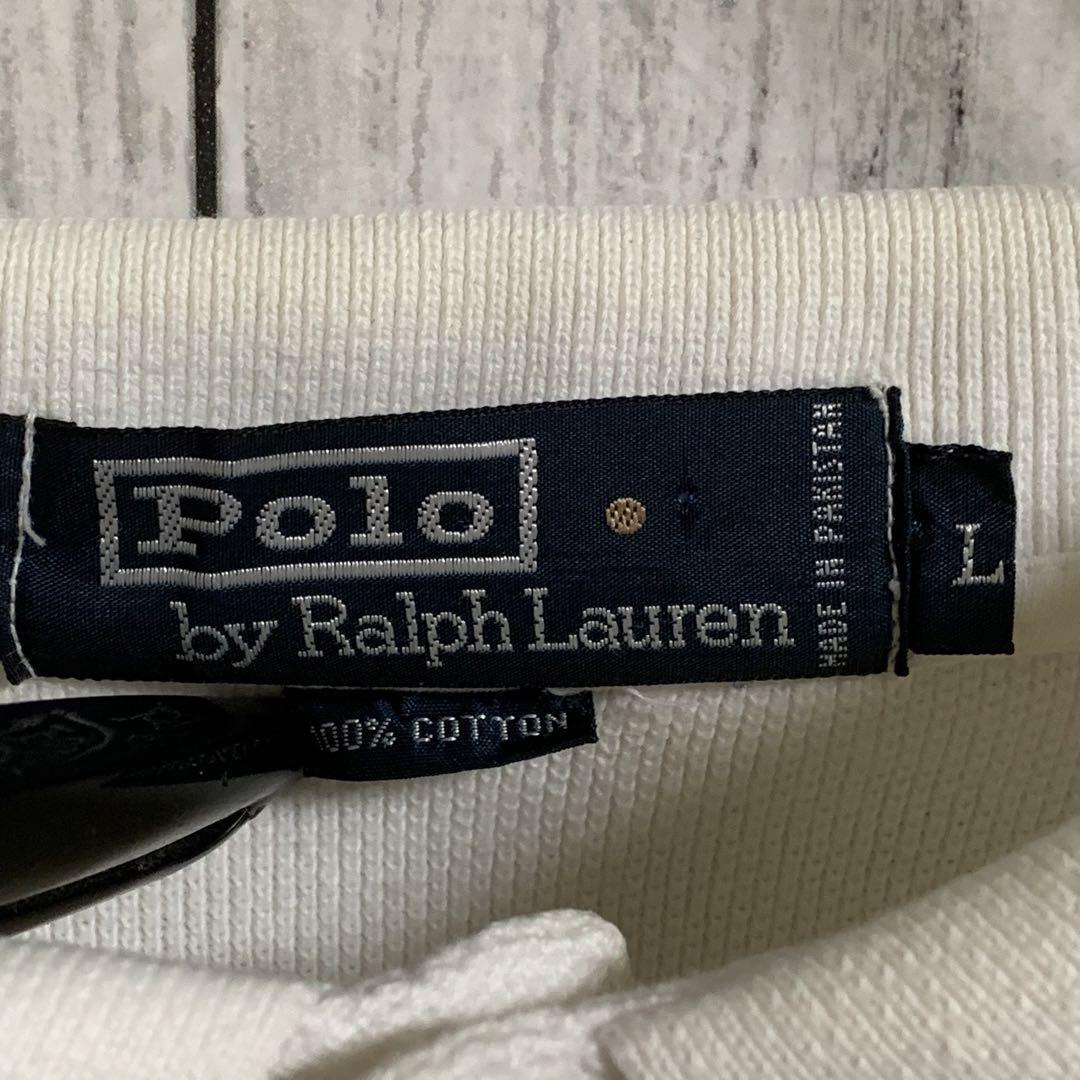 Polo
by Ralph Lauren
MADE IN PAKISTAN
L
100% COTTON